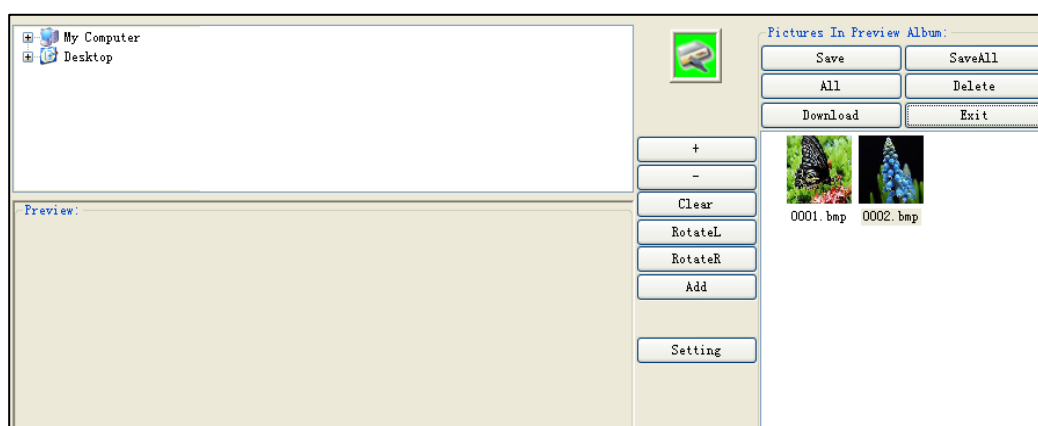 My Computer
Desktop
Preview:
+
-
Clear
RotateL
RotateR
Add
Setting
Pictures In Preview Album:
Save SaveAll
All Delete
Download Exit
0001.bmp 0002.bmp